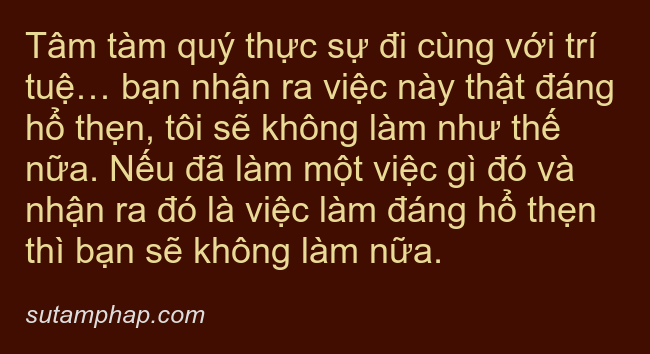 Tâm tàm quý thực sự đi cùng với trí
tuệ… bạn nhận ra việc này thật đáng
hổ thẹn, tôi sẽ không làm như thế
nữa. Nếu đã làm một việc gì đó và
nhận ra đó là việc làm đáng hổ thẹn
thì bạn sẽ không làm nữa.
sutamphap.com